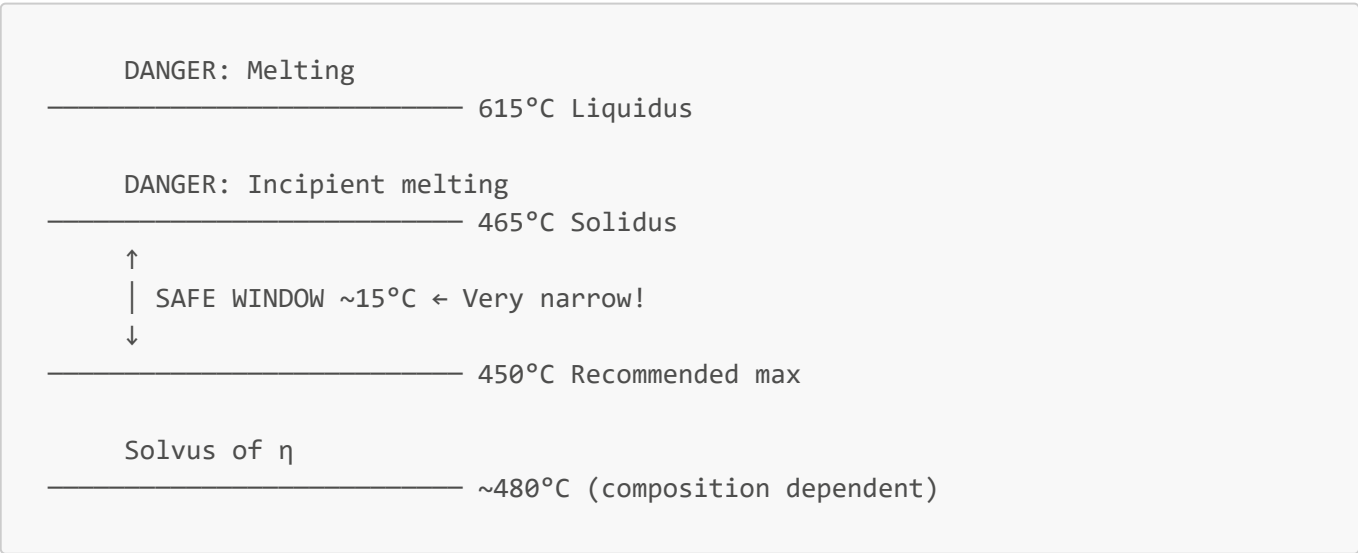 DANGER: Melting
─────────────────────────── 615°C Liquidus
DANGER: Incipient melting
─────────────────────────── 465°C Solidus
↑
│ SAFE WINDOW ~15°C ← Very narrow!
↓
─────────────────────────── 450°C Recommended max
Solvus of η
─────────────────────────── ~480°C (composition dependent)